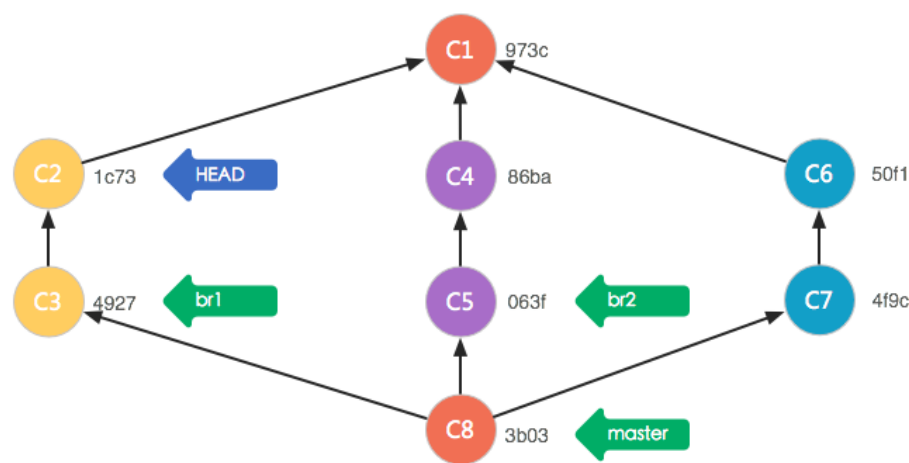 C1 973c
C2 1c73 HEAD C4 86ba C6 50f1
C3 4927 br1 C5 063f br2 C7 4f9c
C8 3b03 master